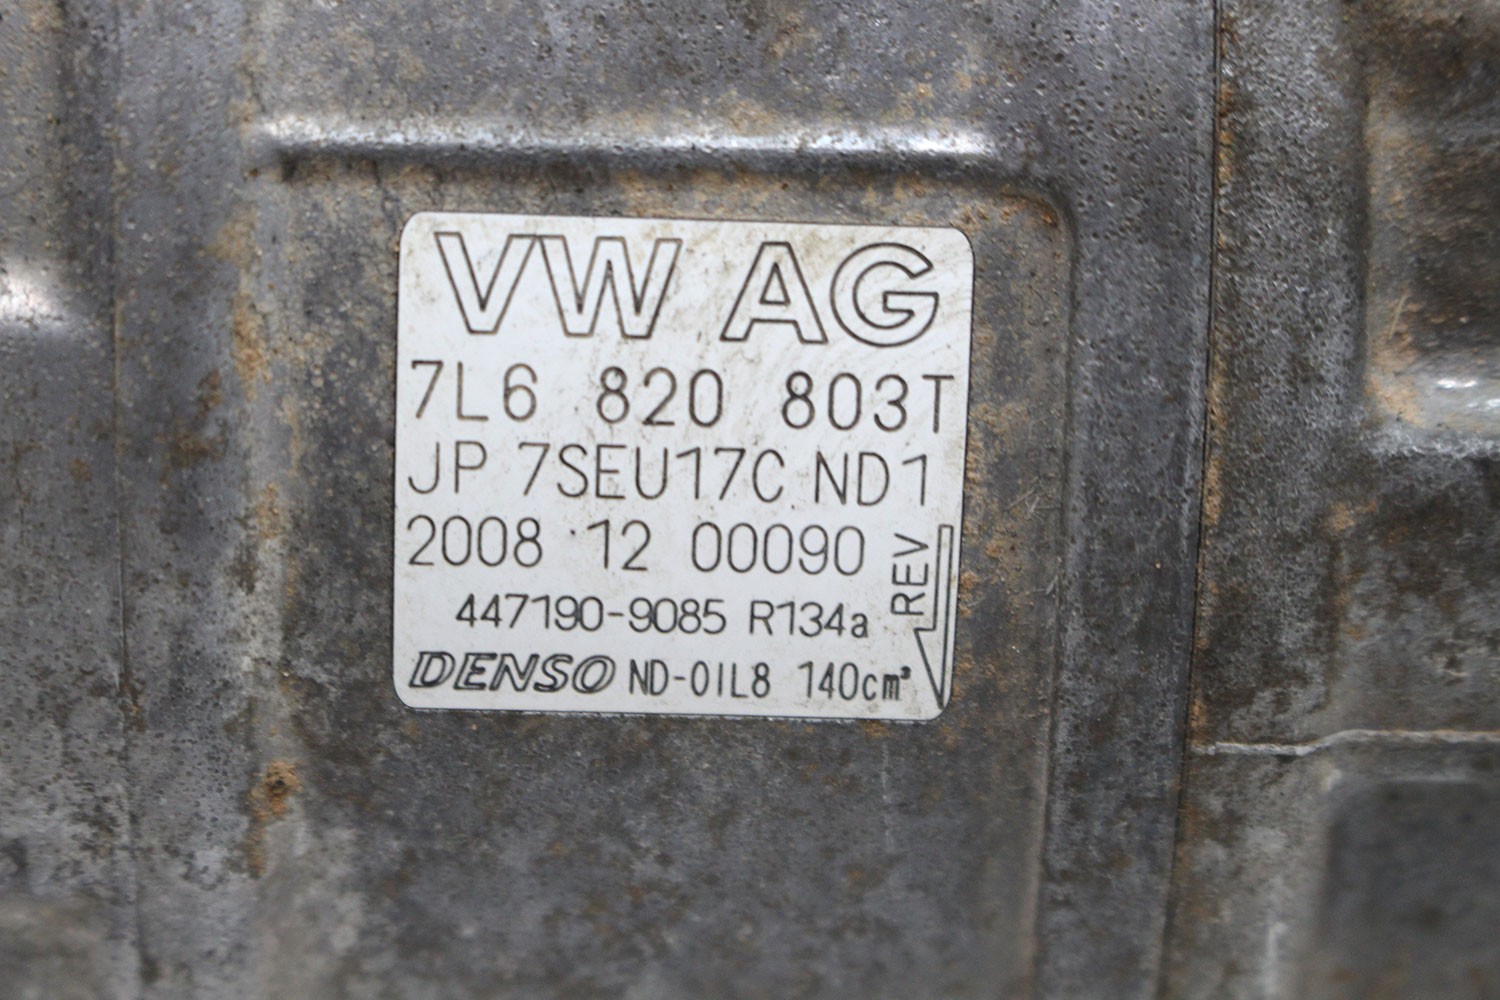 VW AG
7L6 820 803T
JP 7SEU17C ND1
2008 12 00090
REV
447190-9085 R134a
DENSO ND-OIL8 140cm³